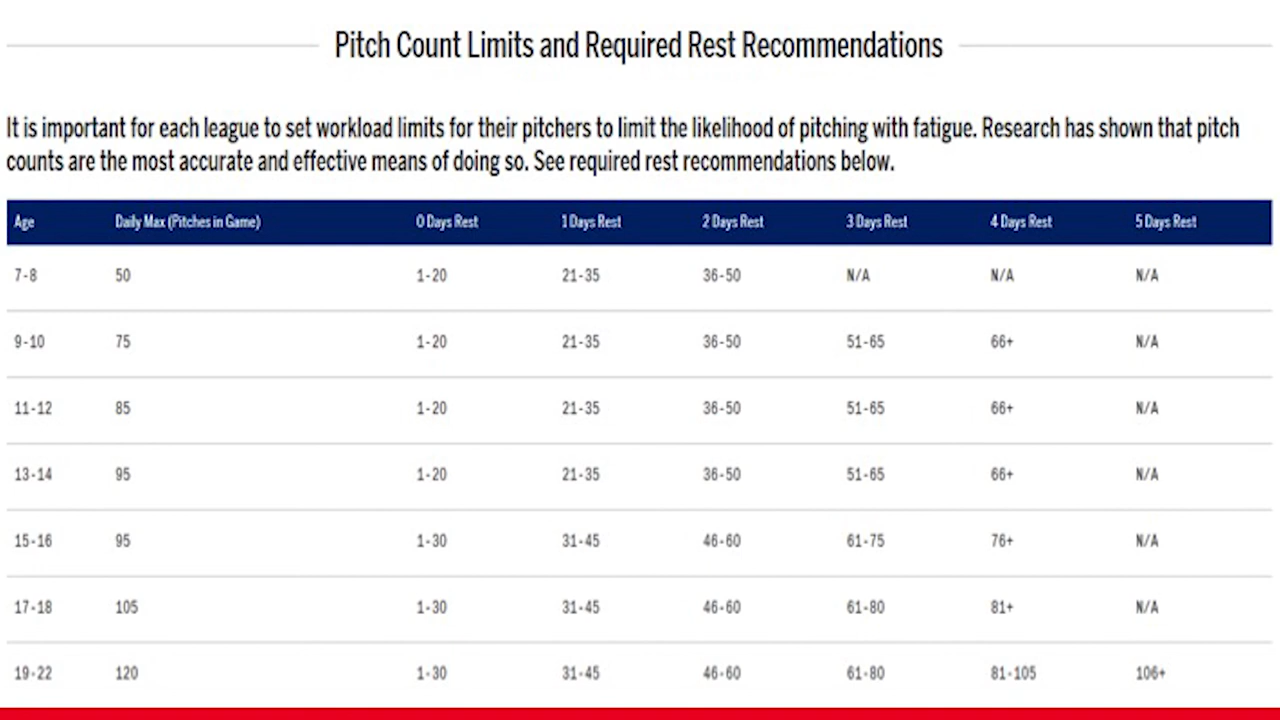 Pitch Count Limits and Required Rest Recommendations
It is important for each league to set workload limits for their pitchers to limit the likelihood of pitching with fatigue. Research has shown that pitch
counts are the most accurate and effective means of doing so. See required rest recommendations below.
Age Daily Max (Pitches in Game) 0 Days Rest 1 Days Rest 2 Days Rest 3 Days Rest 4 Days Rest 5 Days Rest
7-8 50 1-20 21-35 36-50 N/A N/A N/A
9-10 75 1-20 21-35 36-50 51-65 66+ N/A
11-12 85 1-20 21-35 36-50 51-65 66+ N/A
13-14 95 1-20 21-35 36-50 51-65 66+ N/A
15-16 95 1-30 31-45 46-60 61-75 76+ N/A
17-18 105 1-30 31-45 46-60 61-80 81+ N/A
19-22 120 1-30 31-45 46-60 61-80 81-105 106+